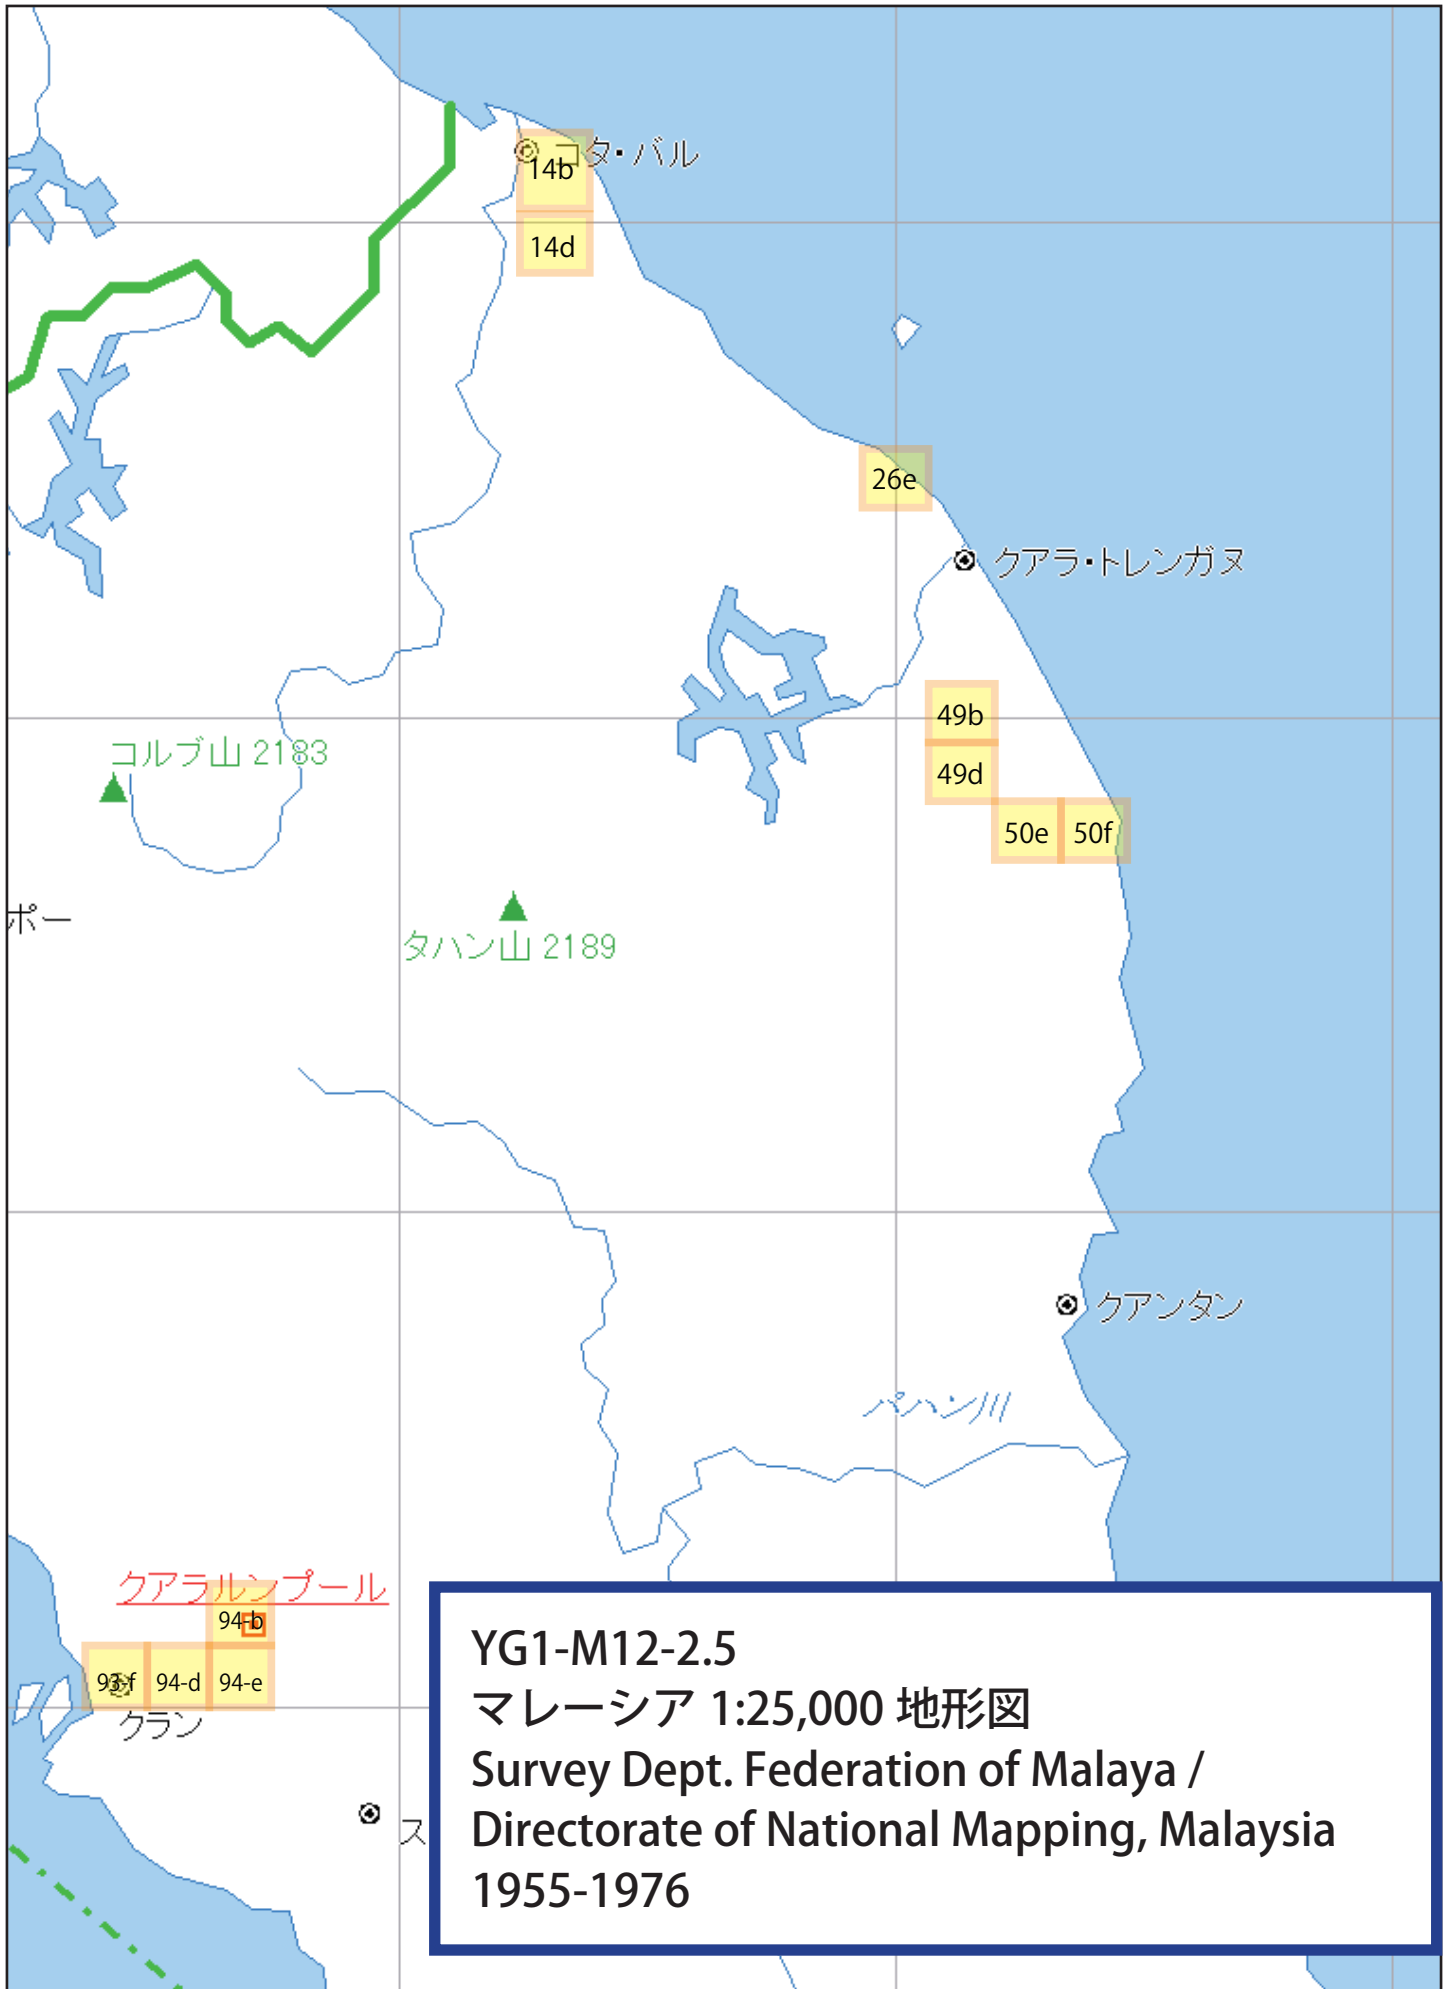 コタ・バル
14b
14d
26e
クアラ・トレンガヌ
49b
49d
50e
50f
コルブ山 2183
ポー
タハン山 2189
クアンタン
パハン川
クアラルンプール
94-b
93-f
94-d
94-e
クラン
ス
YG1-M12-2.5
マレーシア 1:25,000 地形図
Survey Dept. Federation of Malaya /
Directorate of National Mapping, Malaysia
1955-1976